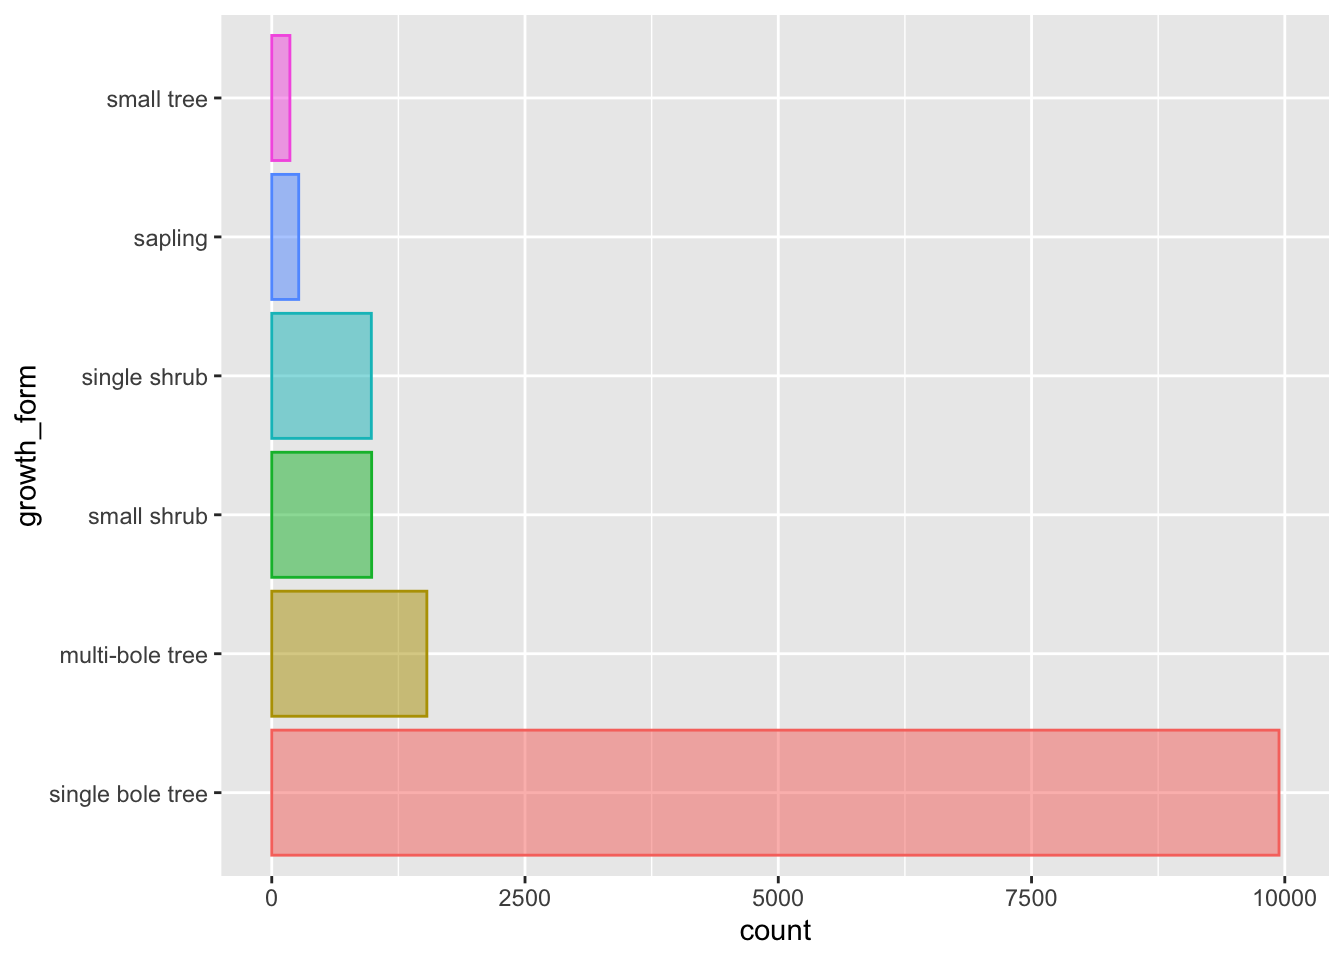 small tree
sapling
single shrub
small shrub
multi-bole tree
single bole tree
growth_form
0 2500 5000 7500 10000
count